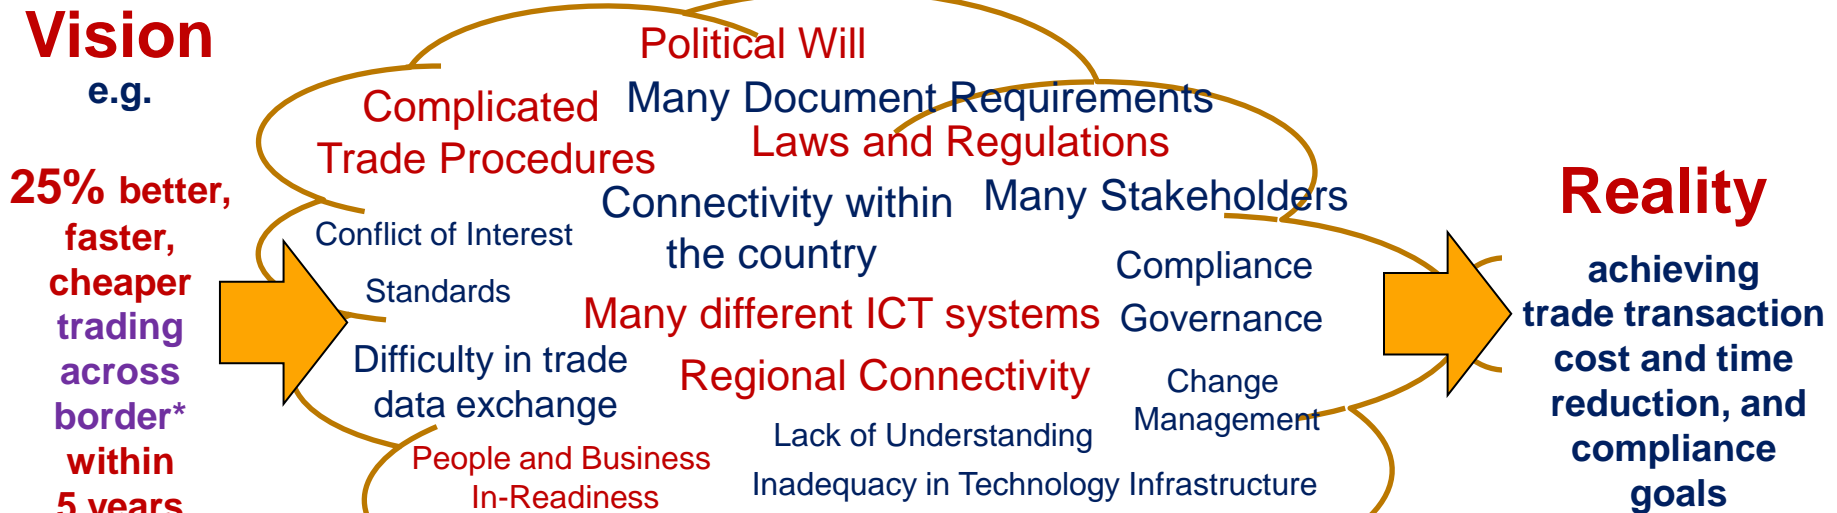 Vision
e.g.
25% better,
faster,
cheaper
trading
across
border*
within
5 years
Political Will
Complicated
Trade Procedures
Many Document Requirements
Laws and Regulations
Connectivity within
the country
Many Stakeholders
Conflict of Interest
Standards
Compliance
Many different ICT systems
Governance
Difficulty in trade
data exchange
Regional Connectivity
Change
Management
Lack of Understanding
People and Business
In-Readiness
Inadequacy in Technology Infrastructure
Reality
achieving
trade transaction
cost and time
reduction, and
compliance
goals